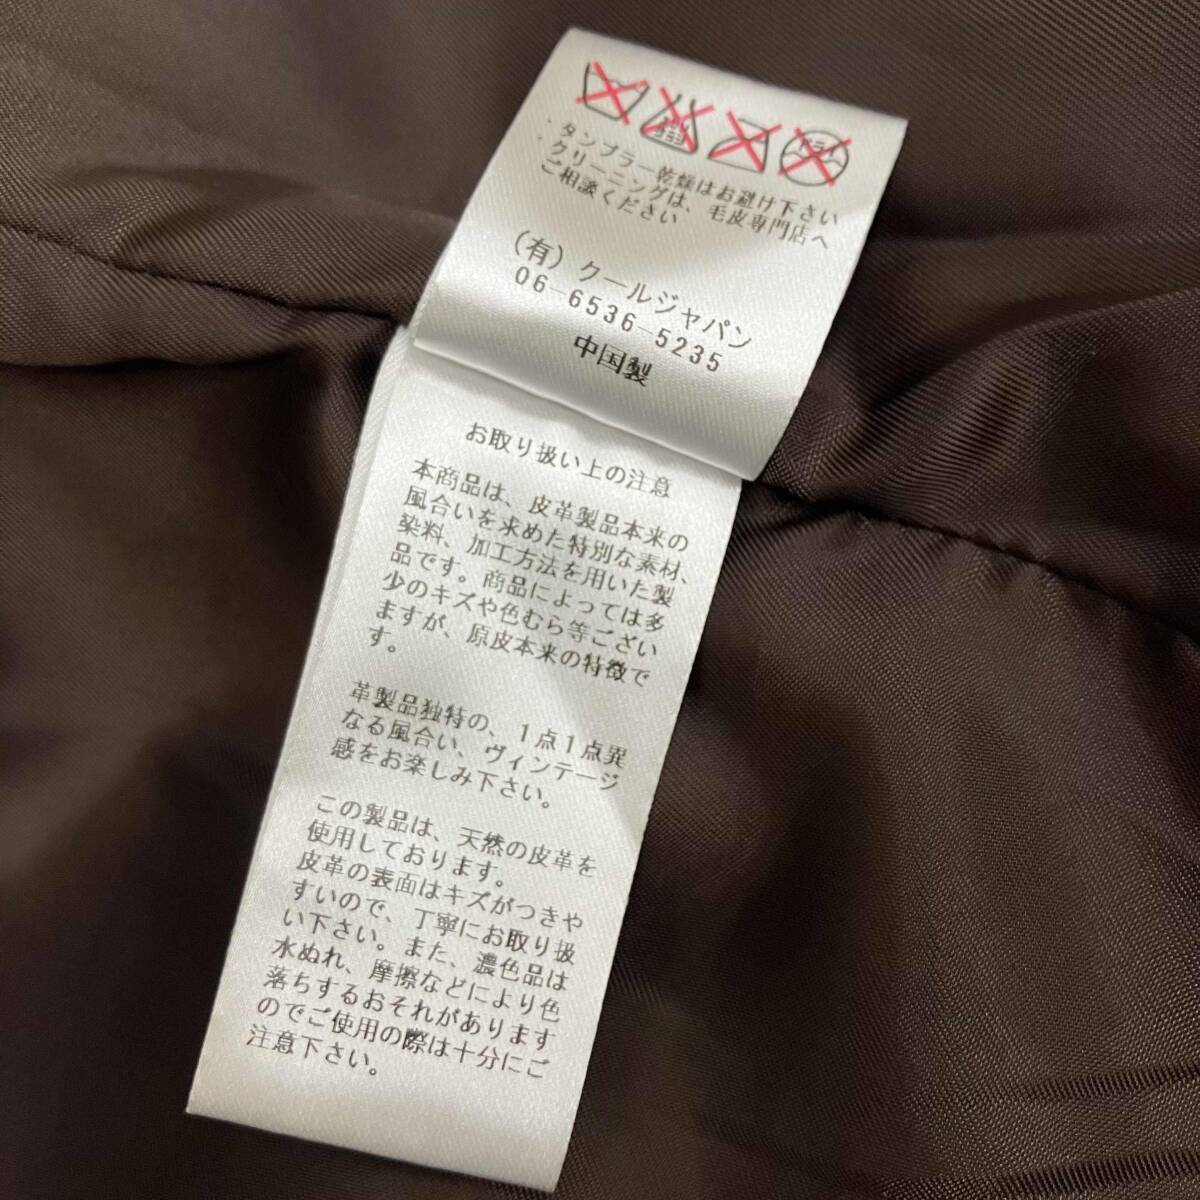 エンソ
サラシ
ドライ
・タンブラー乾燥はお避け下さい
・クリーニングは、毛皮専門店へ
ご相談ください
(有) クールジャパン
06-6536-5235
中国製
お取り扱い上の注意
本商品は、皮革製品本来の
風合いを求めた特別な素材、
染料、加工方法を用いた製
品です。商品によっては多
少のキズや色むら等ござい
ますが、原皮本来の特徴で
す。
革製品独特の、1点1点異
なる風合い、ヴィンテージ
感をお楽しみ下さい。
この製品は、天然の皮革を
使用しております。
皮革の表面はキズがつきや
すいので、丁寧にお取り扱
い下さい。また、濃色品は
水ぬれ、摩擦などにより色
落ちするおそれがあります
のでご使用の際は十分にご
注意下さい。